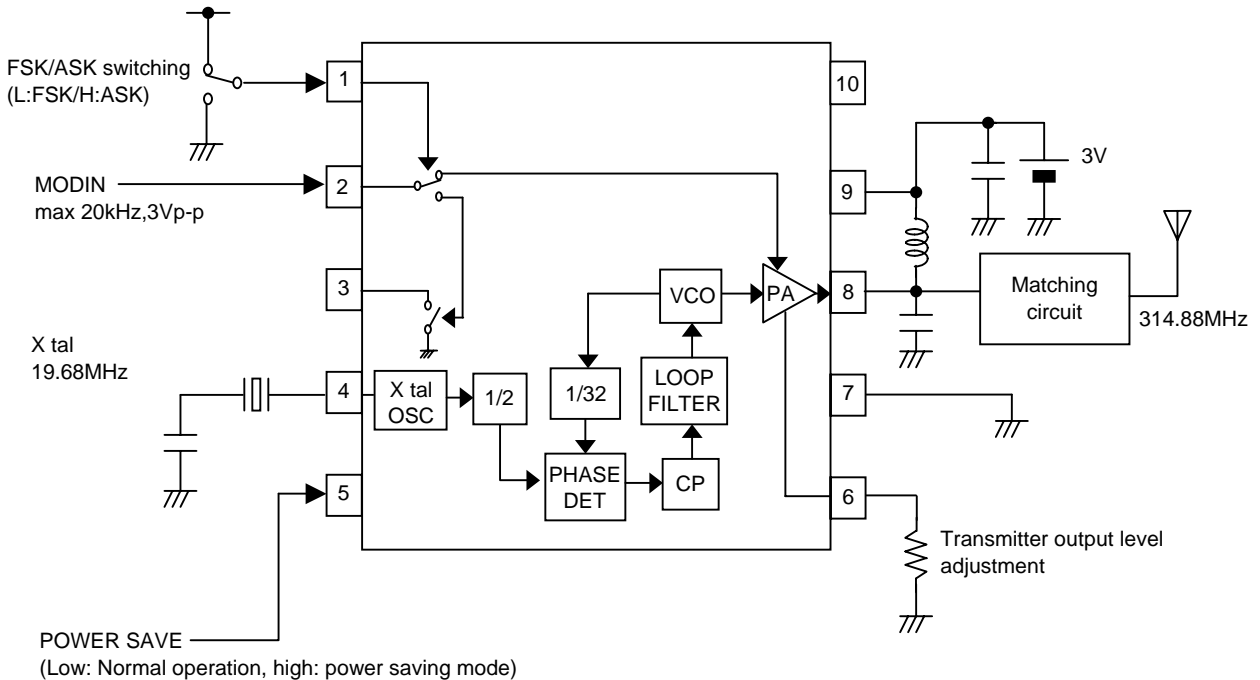 FSK/ASK switching
(L:FSK/H:ASK)
1
10
MODIN
max 20kHz,3Vp-p
2
9
3V
3
VCO
PA
8
Matching
circuit
314.88MHz
X tal
19.68MHz
4
X tal
OSC
1/2
1/32
LOOP
FILTER
7
5
PHASE
DET
CP
6
Transmitter output level
adjustment
POWER SAVE
(Low: Normal operation, high: power saving mode)